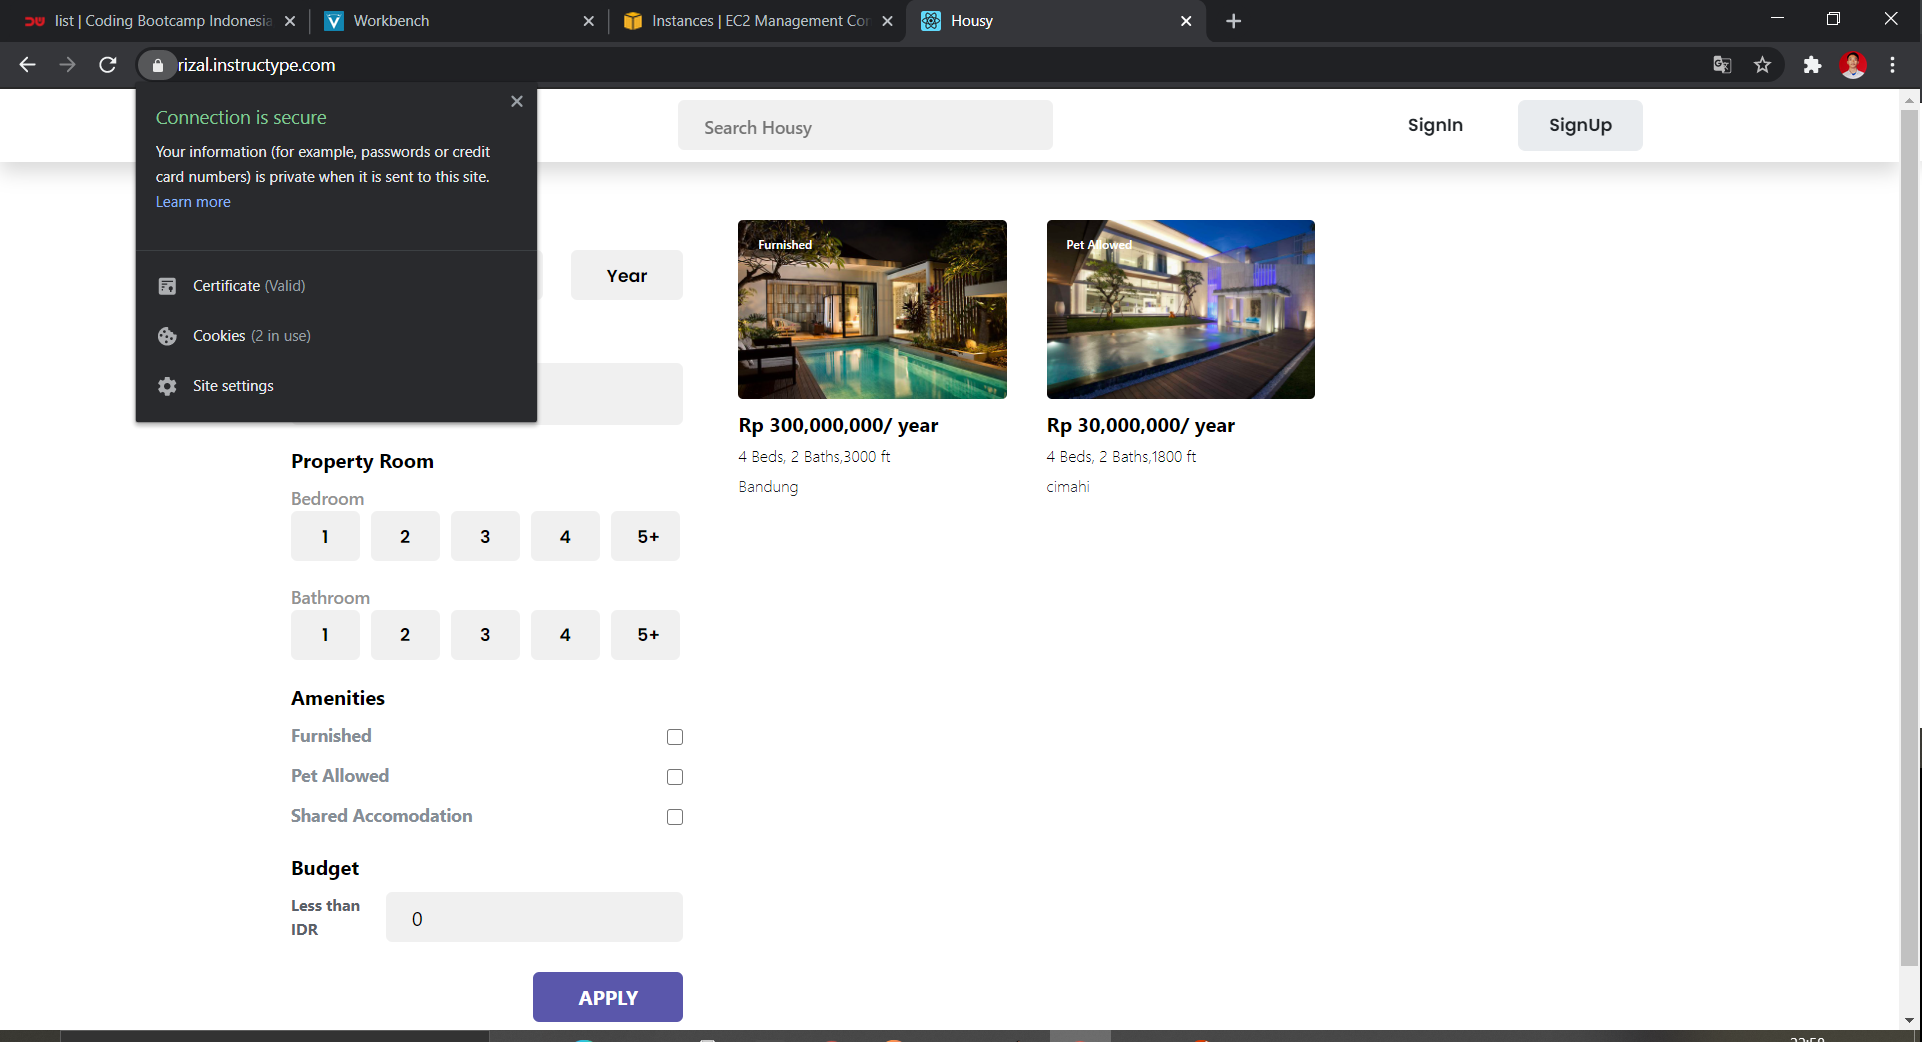 list | Coding Bootcamp Indonesia
Workbench
Instances | EC2 Management Con
Housy
rizal.instructype.com
Connection is secure
Your information (for example, passwords or credit
card numbers) is private when it is sent to this site.
Learn more
Certificate (Valid)
Cookies (2 in use)
Site settings
Search Housy
SignIn
SignUp
Year
Property Room
Bedroom
1 2 3 4 5+
Bathroom
1 2 3 4 5+
Amenities
Furnished
Pet Allowed
Shared Accomodation
Budget
Less than
IDR
0
APPLY
Furnished
Rp 300,000,000/ year
4 Beds, 2 Baths,3000 ft
Bandung
Pet Allowed
Rp 30,000,000/ year
4 Beds, 2 Baths,1800 ft
cimahi